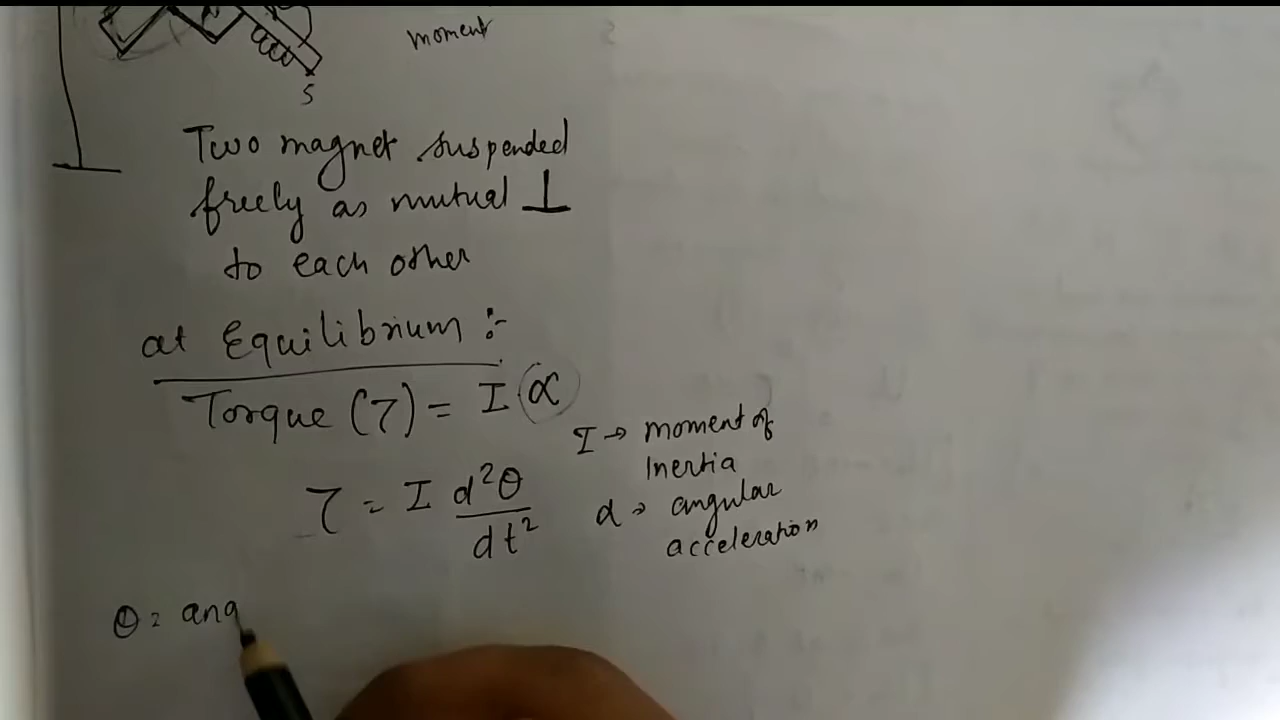 moment
S
Two magnet suspended
freely as mutual ⊥
to each other
at Equilibrium :-
Torque (τ) = I α
I → moment of
Inertia
τ = I d²θ/dt²
α → angular
acceleration
θ = ang